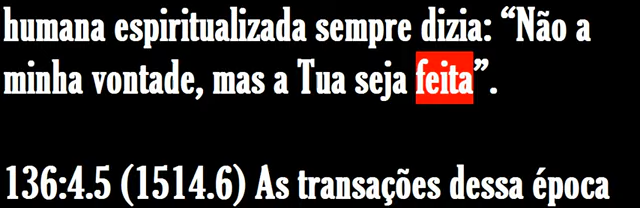 humana espiritualizada sempre dizia: “Não a
minha vontade, mas a Tua seja feita”.
136:4.5 (1514.6) As transações dessa época